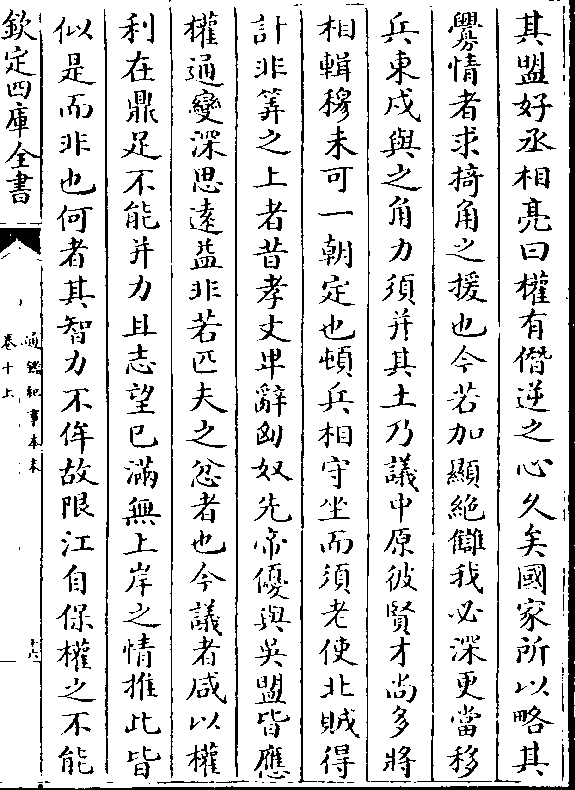 其盟好丞相亮曰權有僭逆之心久矣國家所以略其
釁情者求掎角之援也今若加顯絶讎我必深更當移
兵東戍與之角力須并其土乃議中原彼賢才尚多將
相輯穆未可一朝定也頓兵相守坐而須老使北賊得
計非筭之上者昔孝文卑辭匈奴先帝優與吳盟皆應
權通變深思遠益非若匹夫之忿者也今議者咸以權
利在鼎足不能并力且志望已滿無上岸之情推此皆
似是而非也何者其智力不侔故限江自保權之不能
欽定四庫全書
通鑑紀事本末
卷十上